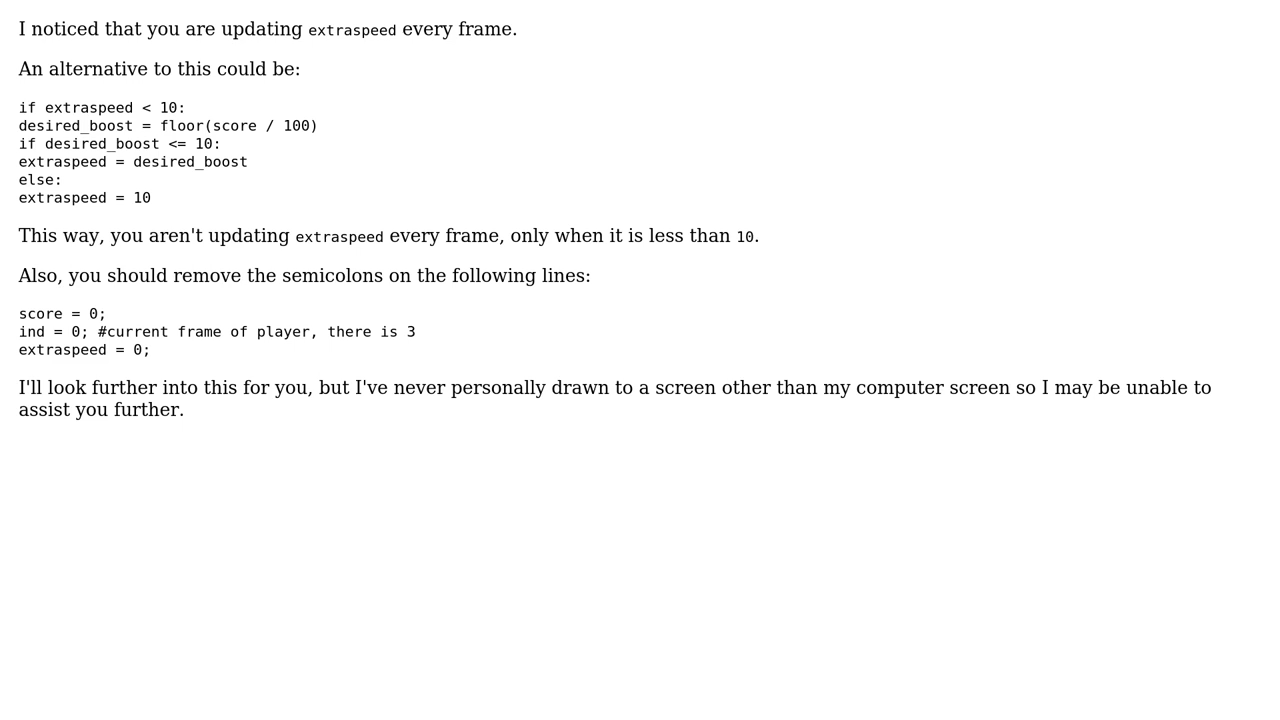 I noticed that you are updating extraspeed every frame.
An alternative to this could be:
if extraspeed < 10:
desired_boost = floor(score / 100)
if desired_boost <= 10:
extraspeed = desired_boost
else:
extraspeed = 10
This way, you aren't updating extraspeed every frame, only when it is less than 10.
Also, you should remove the semicolons on the following lines:
score = 0;
ind = 0; #current frame of player, there is 3
extraspeed = 0;
I'll look further into this for you, but I've never personally drawn to a screen other than my computer screen so I may be unable to
assist you further.